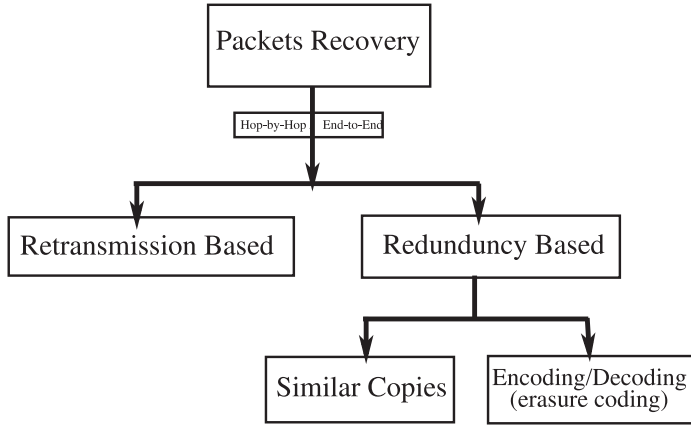 Packets Recovery
Hop-by-Hop End-to-End
Retransmission Based
Redunduncy Based
Similar Copies
Encoding/Decoding
(erasure coding)